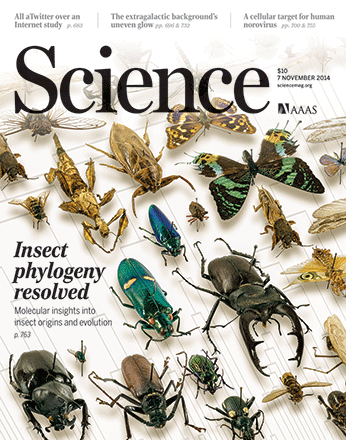 All aTwitter over an
Internet study p. 663
The extragalactic background's
uneven glow pp. 696 & 732
A cellular target for human
norovirus pp. 700 & 755
Science
$10
7 NOVEMBER 2014
sciencemag.org
AAAS
Insect
phylogeny
resolved
Molecular insights into
insect origins and evolution
p. 763